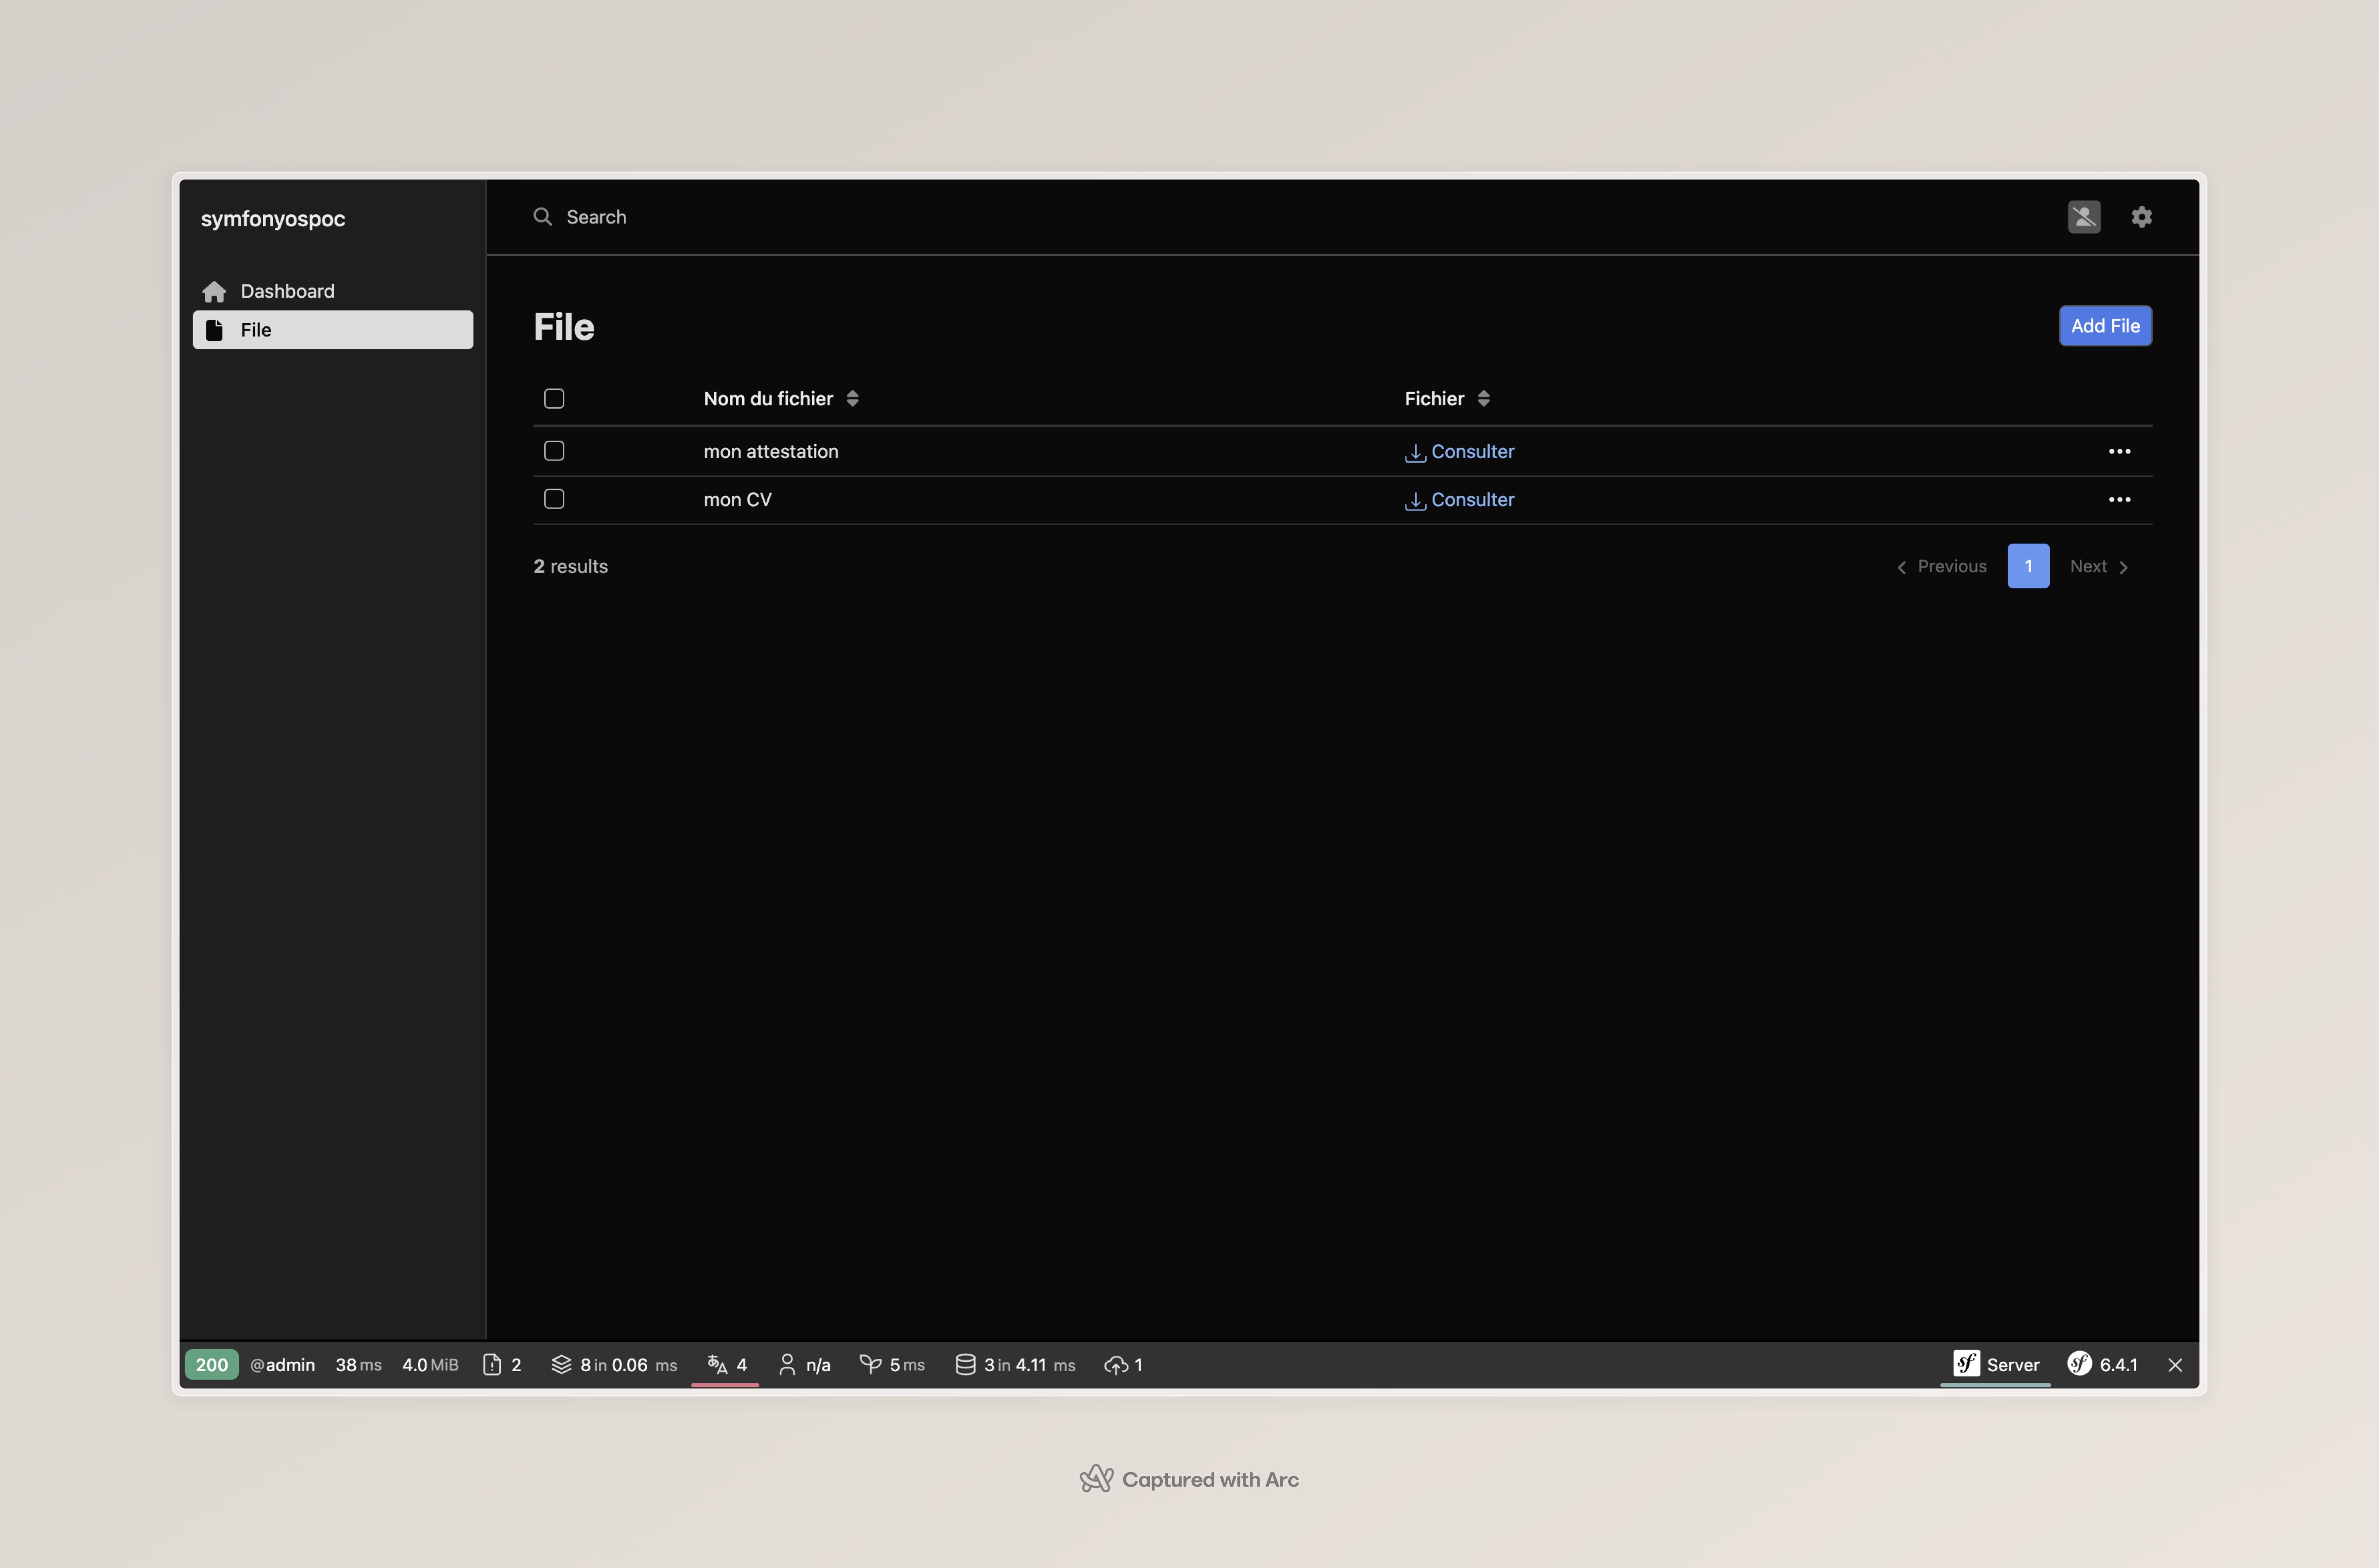 symfonyospoc
Search
Dashboard
File
File
Add File
Nom du fichier Fichier
mon attestation Consulter
mon CV Consulter
2 results Previous 1 Next
200 @admin 38 ms 4.0 MiB 2 8 in 0.06 ms 4 n/a 5 ms 3 in 4.11 ms 1 sf Server sf 6.4.1
Captured with Arc